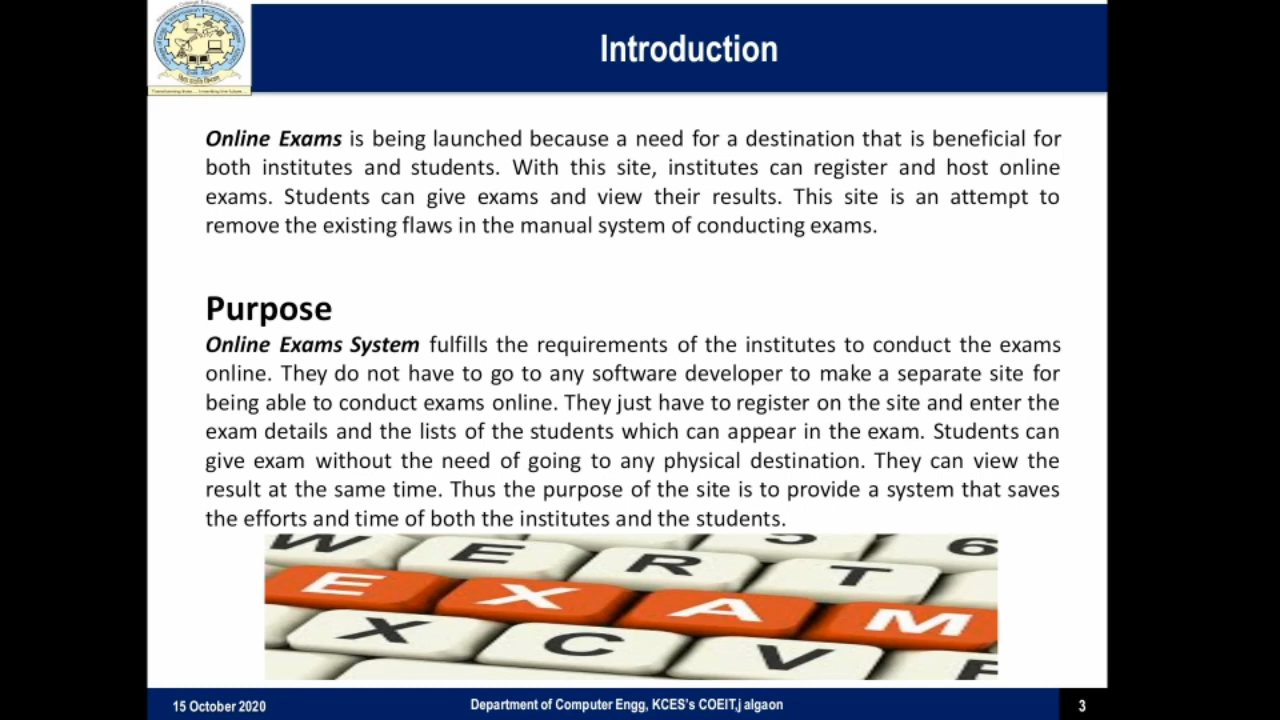 Introduction
Online Exams is being launched because a need for a destination that is beneficial for
both institutes and students. With this site, institutes can register and host online
exams. Students can give exams and view their results. This site is an attempt to
remove the existing flaws in the manual system of conducting exams.
Purpose
Online Exams System fulfills the requirements of the institutes to conduct the exams
online. They do not have to go to any software developer to make a separate site for
being able to conduct exams online. They just have to register on the site and enter the
exam details and the lists of the students which can appear in the exam. Students can
give exam without the need of going to any physical destination. They can view the
result at the same time. Thus the purpose of the site is to provide a system that saves
the efforts and time of both the institutes and the students.
W E R 5 T 6
E X A M
X C V
15 October 2020
Department of Computer Engg, KCES's COEIT,j algaon
3